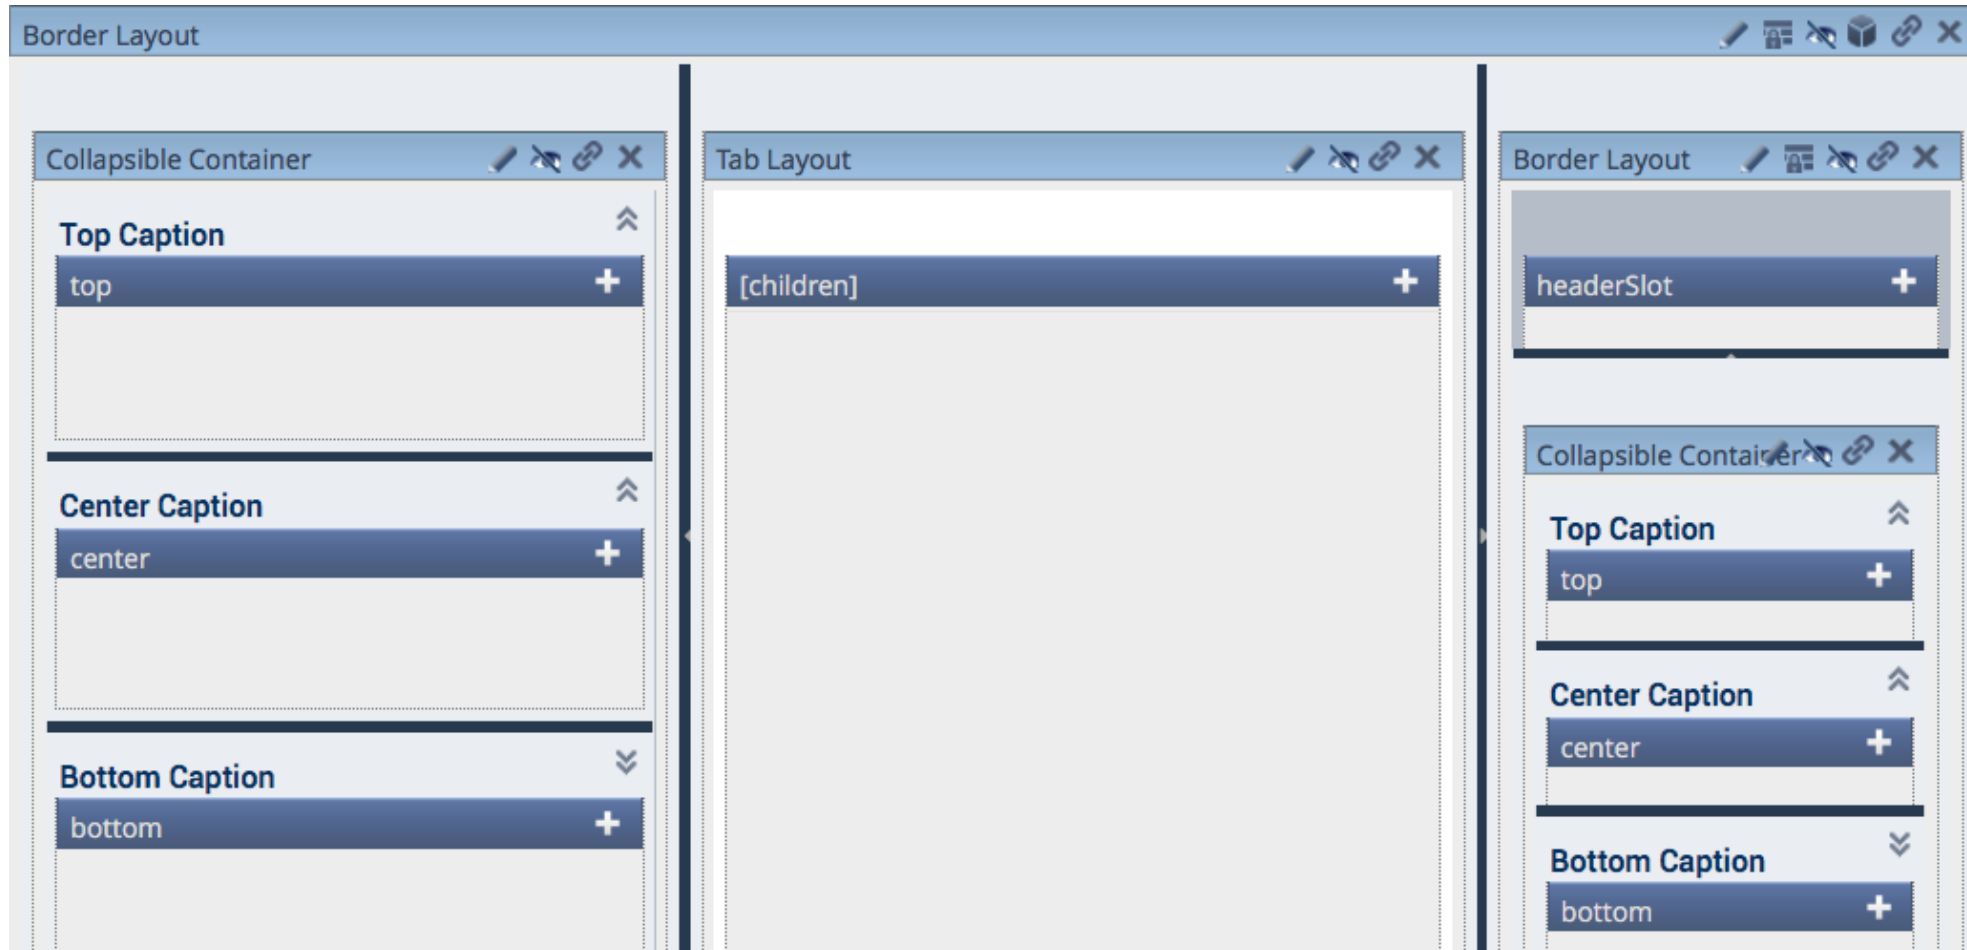 Border Layout
Collapsible Container
Top Caption
top
Center Caption
center
Bottom Caption
bottom
Tab Layout
[children]
Border Layout
headerSlot
Collapsible Container
Top Caption
top
Center Caption
center
Bottom Caption
bottom